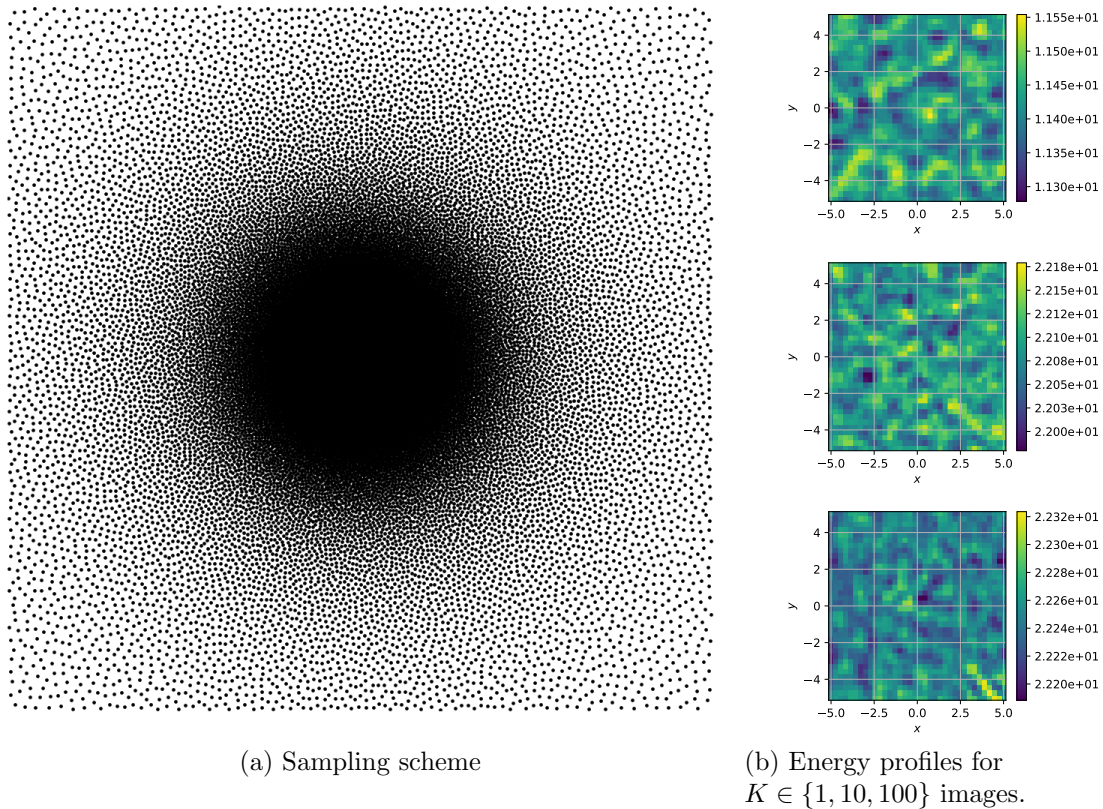 1.155e+01
1.150e+01
1.145e+01
1.140e+01
1.135e+01
1.130e+01
4
2
0
−2
−4
y
−5.0 −2.5 0.0 2.5 5.0
x
2.218e+01
2.215e+01
2.212e+01
2.210e+01
2.208e+01
2.205e+01
2.203e+01
2.200e+01
4
2
0
−2
−4
y
−5.0 −2.5 0.0 2.5 5.0
x
2.232e+01
2.230e+01
2.228e+01
2.226e+01
2.224e+01
2.222e+01
2.220e+01
4
2
0
−2
−4
y
−5.0 −2.5 0.0 2.5 5.0
x
(a) Sampling scheme
(b) Energy profiles for
K ∈ {1, 10, 100} images.